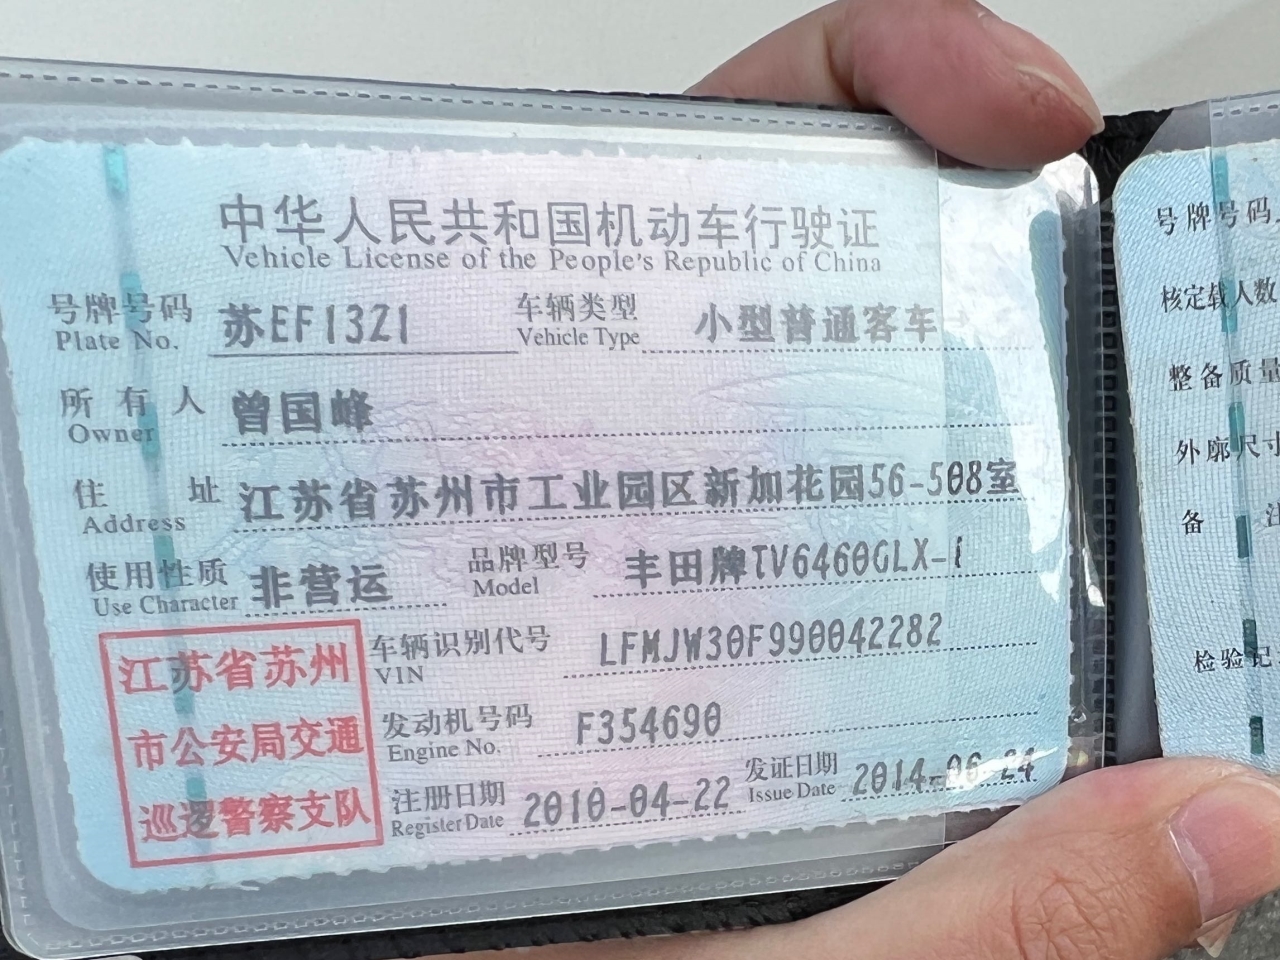 中华人民共和国机动车行驶证
Vehicle License of the People's Republic of China
号牌号码 苏EF1321 车辆类型 小型普通客车
Plate No. Vehicle Type
所有人 曾国峰
Owner
住址 江苏省苏州市工业园区新加花园56-508室
Address
使用性质 非营运 品牌型号 丰田牌TV6460GLX-I
Use Character Model
江苏省苏州
市公安局交通
巡逻警察支队
车辆识别代号 LFMJW30F990042282
VIN
发动机号码 F354690
Engine No.
注册日期 2010-04-22 发证日期 2014-06-24
Register Date Issue Date
号牌号码
核定载人数
整备质量
外廓尺寸
备
检验记